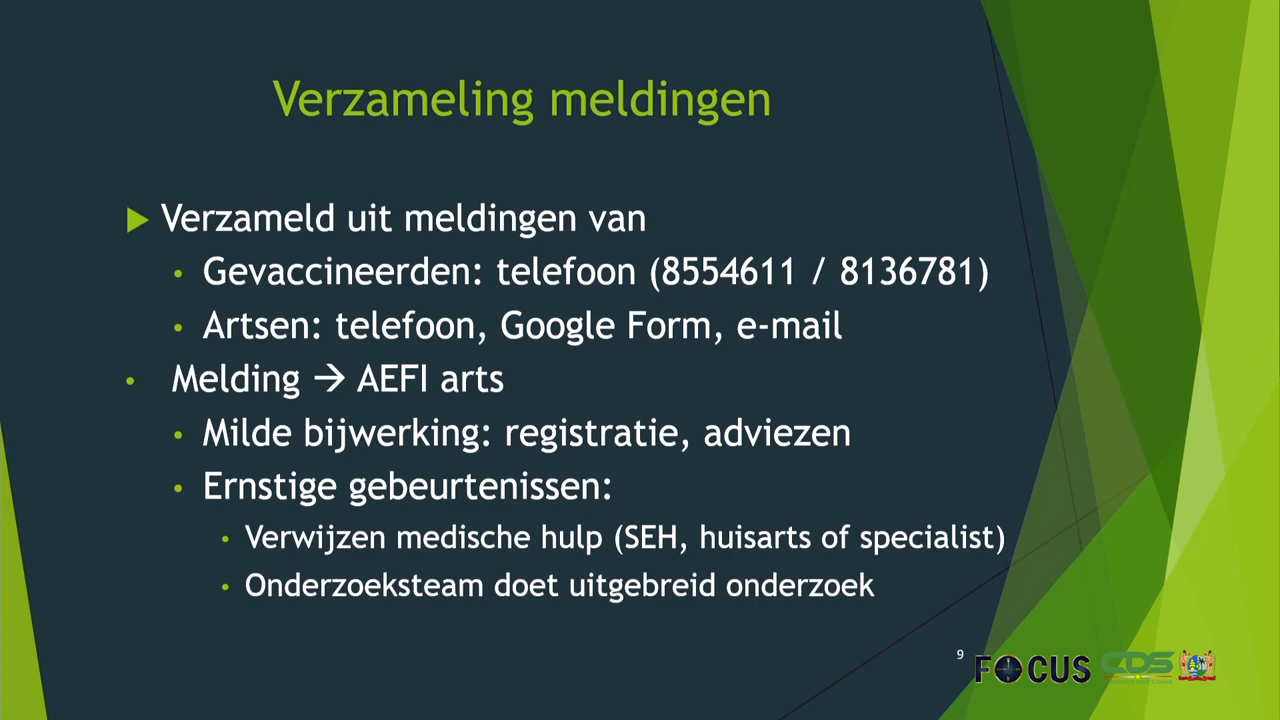 Verzameling meldingen
Verzameld uit meldingen van
• Gevaccineerden: telefoon (8554611 / 8136781)
• Artsen: telefoon, Google Form, e-mail
• Melding → AEFI arts
• Milde bijwerking: registratie, adviezen
• Ernstige gebeurtenissen:
• Verwijzen medische hulp (SEH, huisarts of specialist)
• Onderzoeksteam doet uitgebreid onderzoek
9
FOCUS
CDS